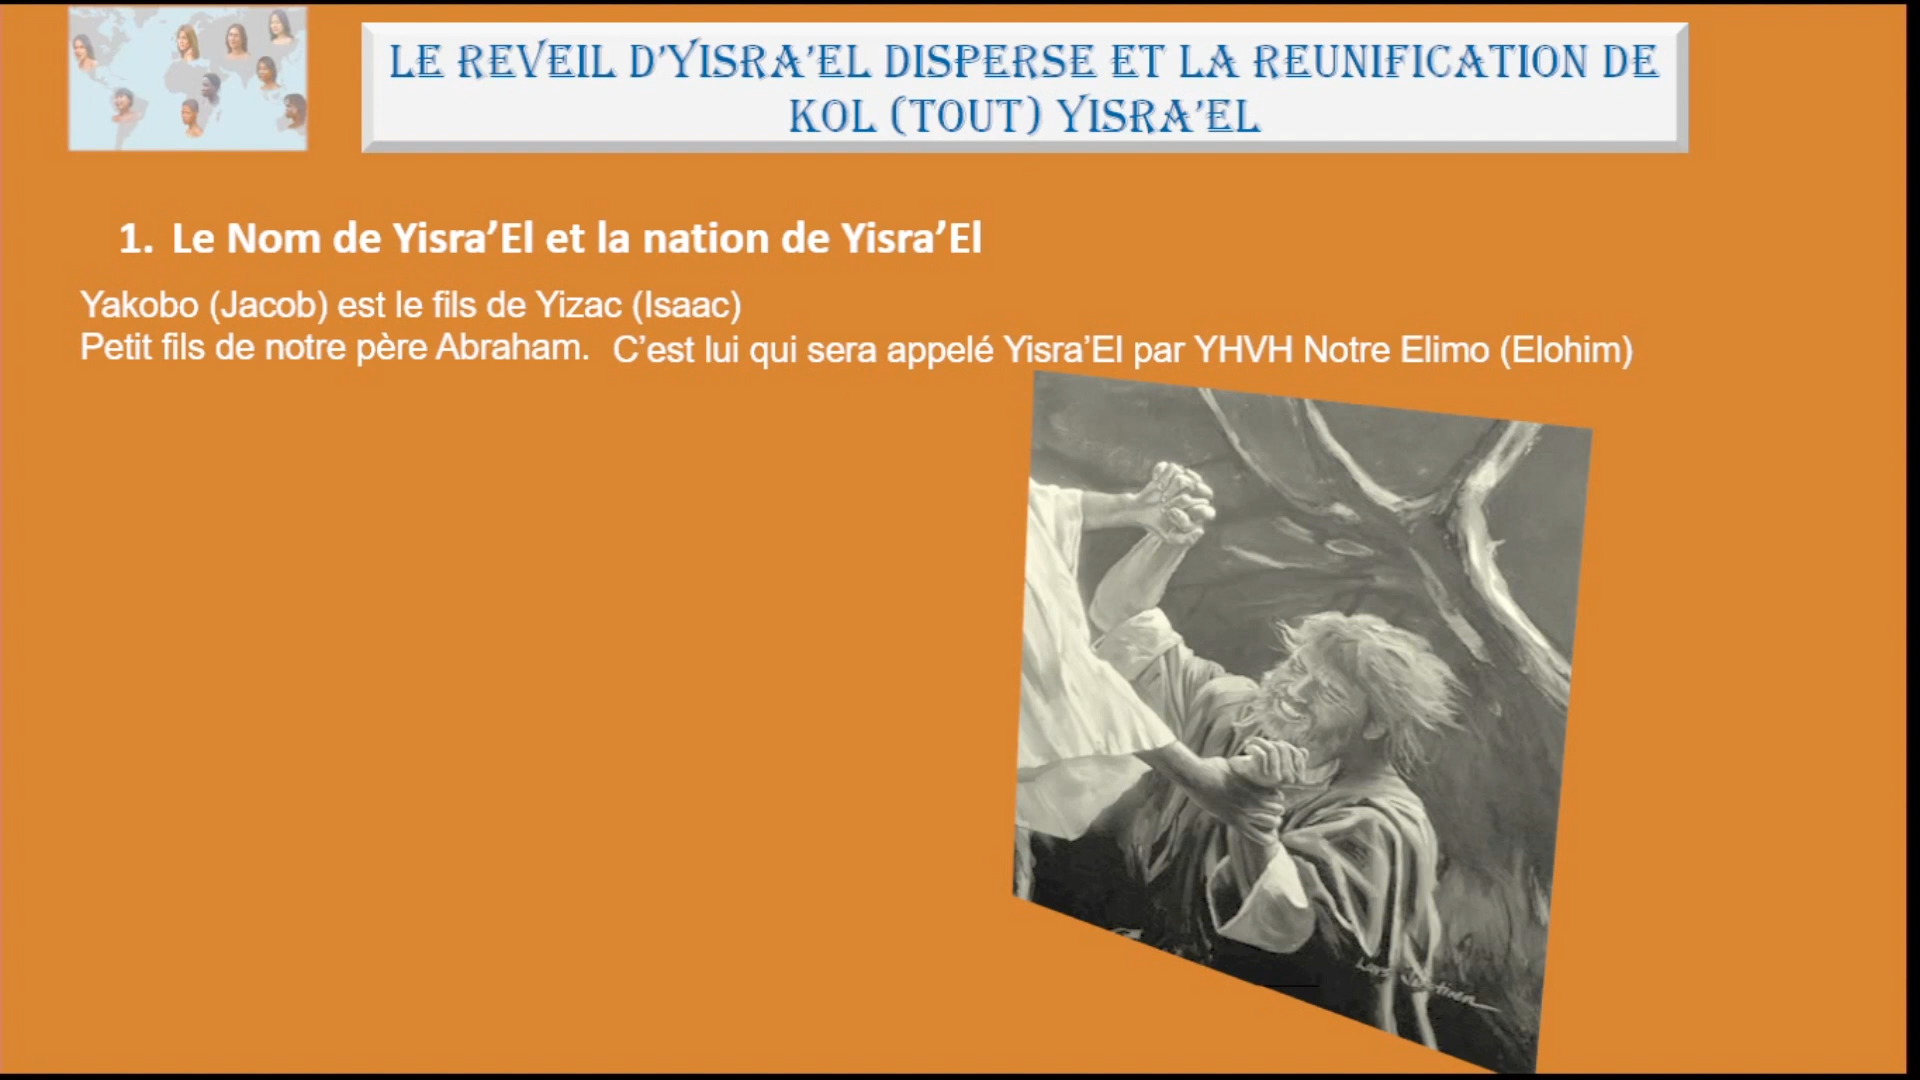 LE REVEIL D’YISRA’EL DISPERSE ET LA REUNIFICATION DE
KOL (TOUT) YISRA’EL
1. Le Nom de Yisra’El et la nation de Yisra’El
Yakobo (Jacob) est le fils de Yizac (Isaac)
Petit fils de notre père Abraham. C’est lui qui sera appelé Yisra’El par YHVH Notre Elimo (Elohim)